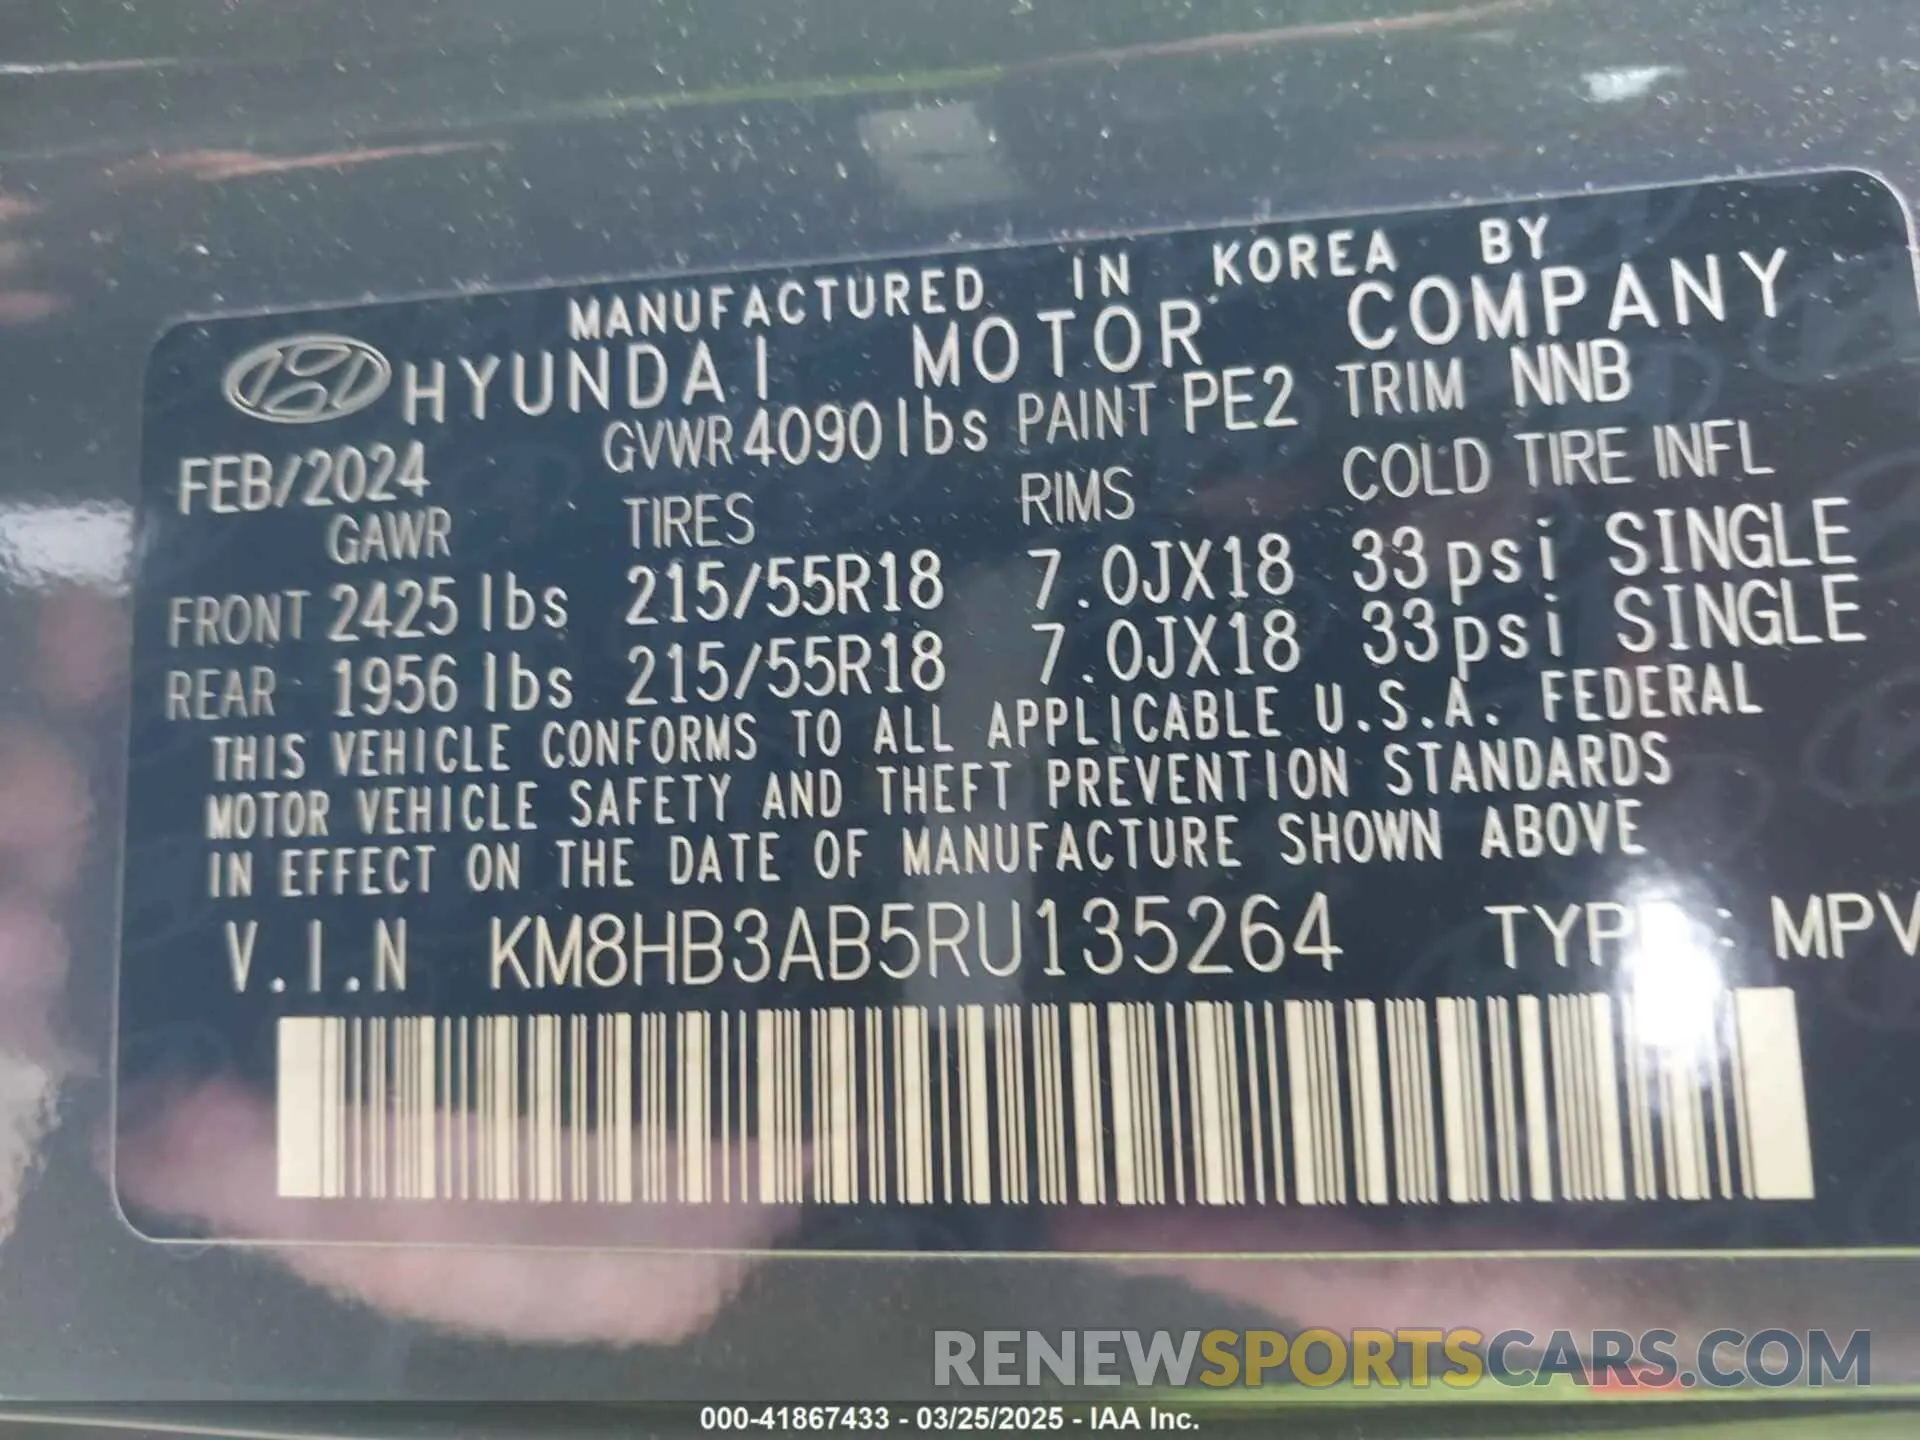 MANUFACTURED IN KOREA BY
HYUNDAI MOTOR COMPANY
FEB/2024 GVWR 4090 lbs PAINT PE2 TRIM NNB
GAWR TIRES RIMS COLD TIRE INFL
FRONT 2425 lbs 215/55R18 7.0JX18 33psi SINGLE
REAR 1956 lbs 215/55R18 7.0JX18 33psi SINGLE
THIS VEHICLE CONFORMS TO ALL APPLICABLE U.S.A. FEDERAL
MOTOR VEHICLE SAFETY AND THEFT PREVENTION STANDARDS
IN EFFECT ON THE DATE OF MANUFACTURE SHOWN ABOVE
V.I.N KM8HB3AB5RU135264 TYPE: MPV
RENEWSPORTSCARS.COM
000-41867433 - 03/25/2025 - IAA Inc.